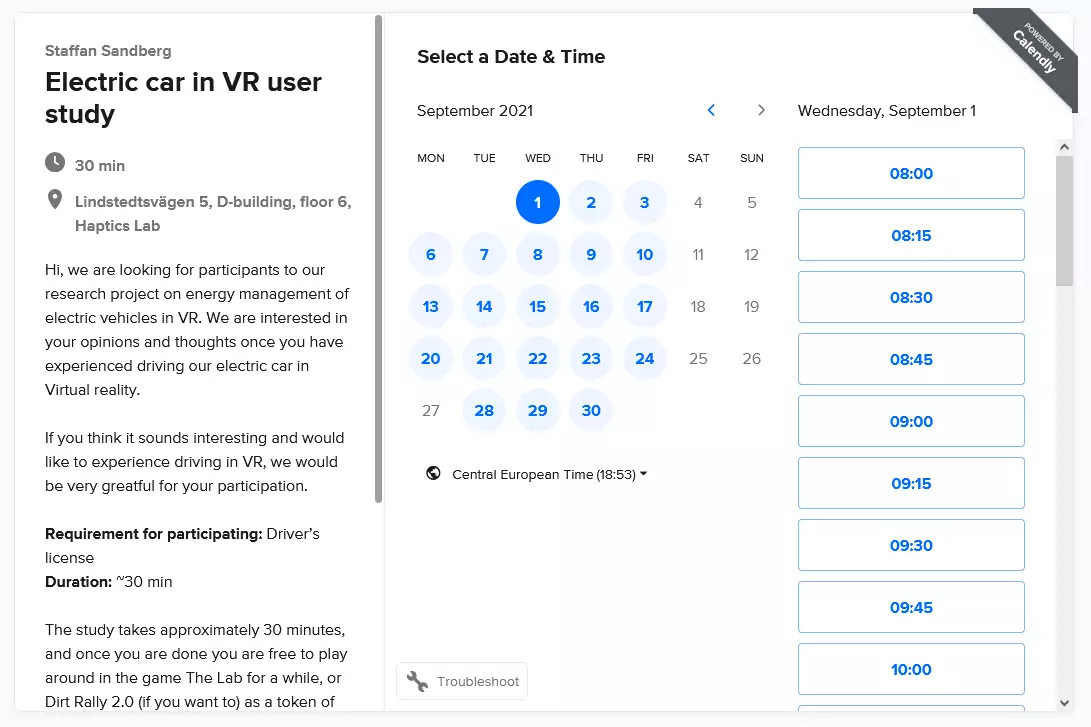 Staffan Sandberg
Electric car in VR user
study
30 min
Lindstedtsvägen 5, D-building, floor 6,
Haptics Lab
Hi, we are looking for participants to our
research project on energy management of
electric vehicles in VR. We are interested in
your opinions and thoughts once you have
experienced driving our electric car in
Virtual reality.
If you think it sounds interesting and would
like to experience driving in VR, we would
be very greatful for your participation.
Requirement for participating: Driver's
license
Duration: ~30 min
The study takes approximately 30 minutes,
and once you are done you are free to play
around in the game The Lab for a while, or
Dirt Rally 2.0 (if you want to) as a token of
Select a Date & Time
September 2021
MON TUE WED THU FRI SAT SUN
1 2 3 4 5
6 7 8 9 10 11 12
13 14 15 16 17 18 19
20 21 22 23 24 25 26
27 28 29 30
Central European Time (18:53)
Troubleshoot
Wednesday, September 1
08:00
08:15
08:30
08:45
09:00
09:15
09:30
09:45
10:00
POWERED BY
Calendly